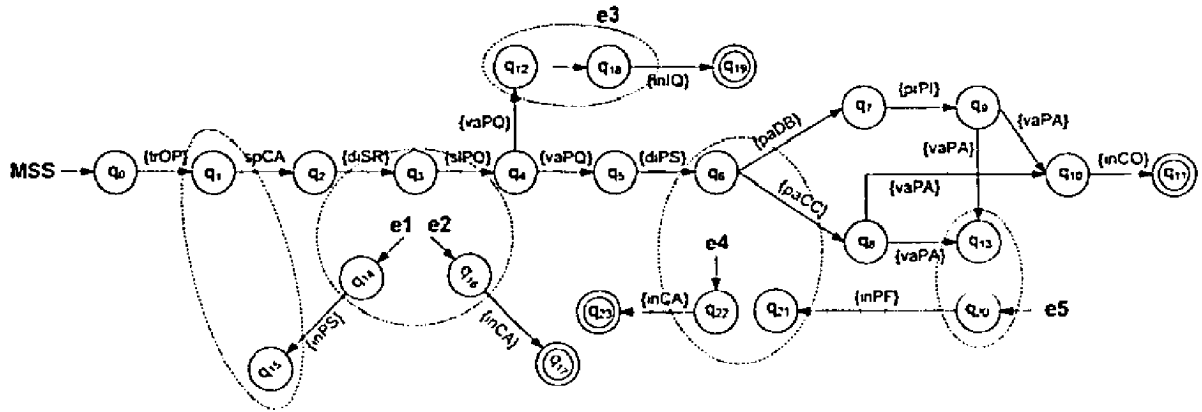 e3
q12 q18 {inIQ} q19
{vaPQ}
q7 {prPI} q9
{paDB} {vaPA}
MSS q0 {trOP} q1 spCA q2 {diSR} q3 {slPQ} q4 {vaPQ} q5 {diPS} q6 {vaPA} q10 {inCO} q11
{paCC} {vaPA}
e1 e2 e4 q8 {vaPA} q13
q14 q16
q23 {inCA} q22 q21 {inPF} q20 e5
{inPS} {inCA}
q15 q17